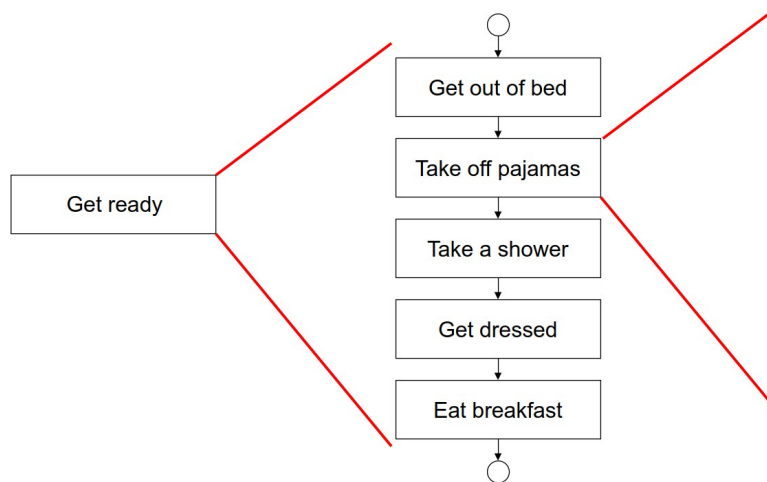 Get ready
Get out of bed
Take off pajamas
Take a shower
Get dressed
Eat breakfast